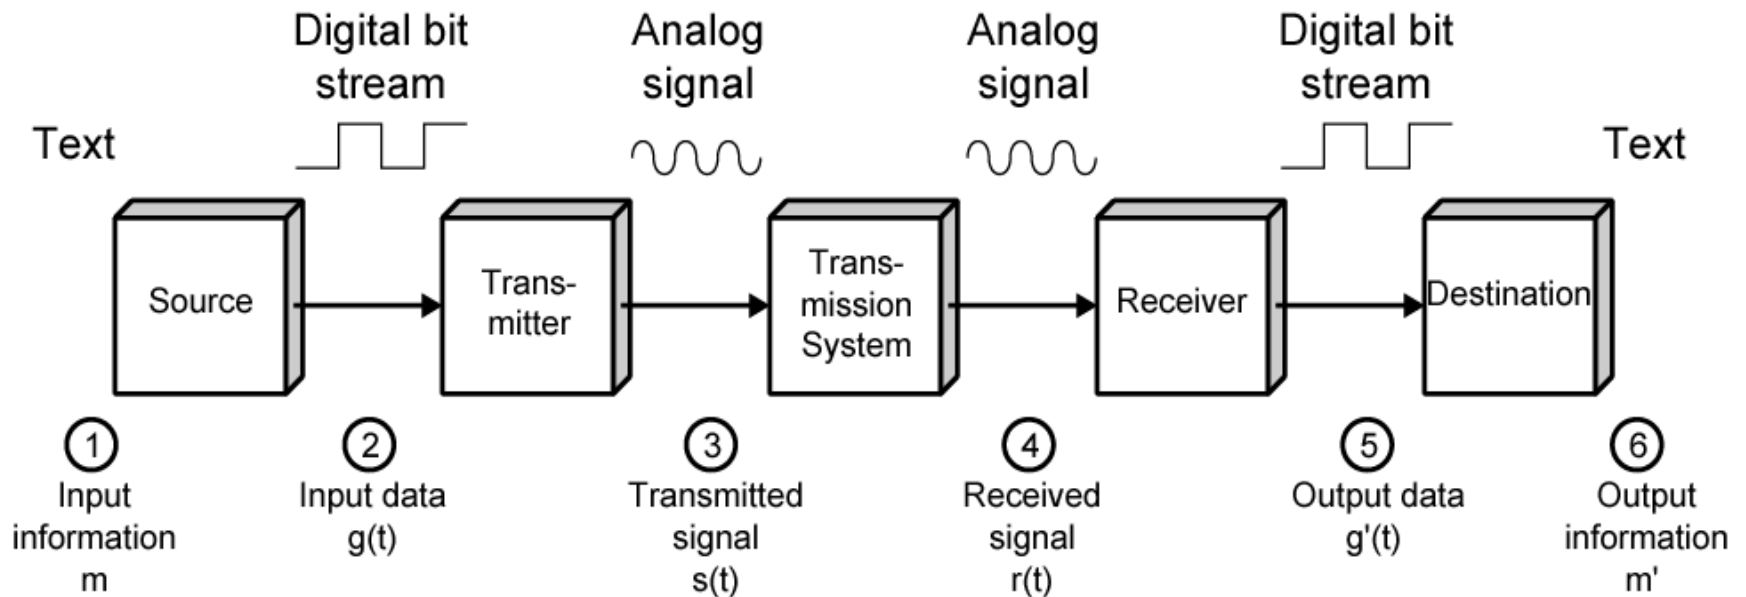 Digital bit
stream
Analog
signal
Analog
signal
Digital bit
stream
Text
Text
Source
Trans-
mitter
Trans-
mission
System
Receiver
Destination
1
Input
information
m
2
Input data
g(t)
3
Transmitted
signal
s(t)
4
Received
signal
r(t)
5
Output data
g'(t)
6
Output
information
m'